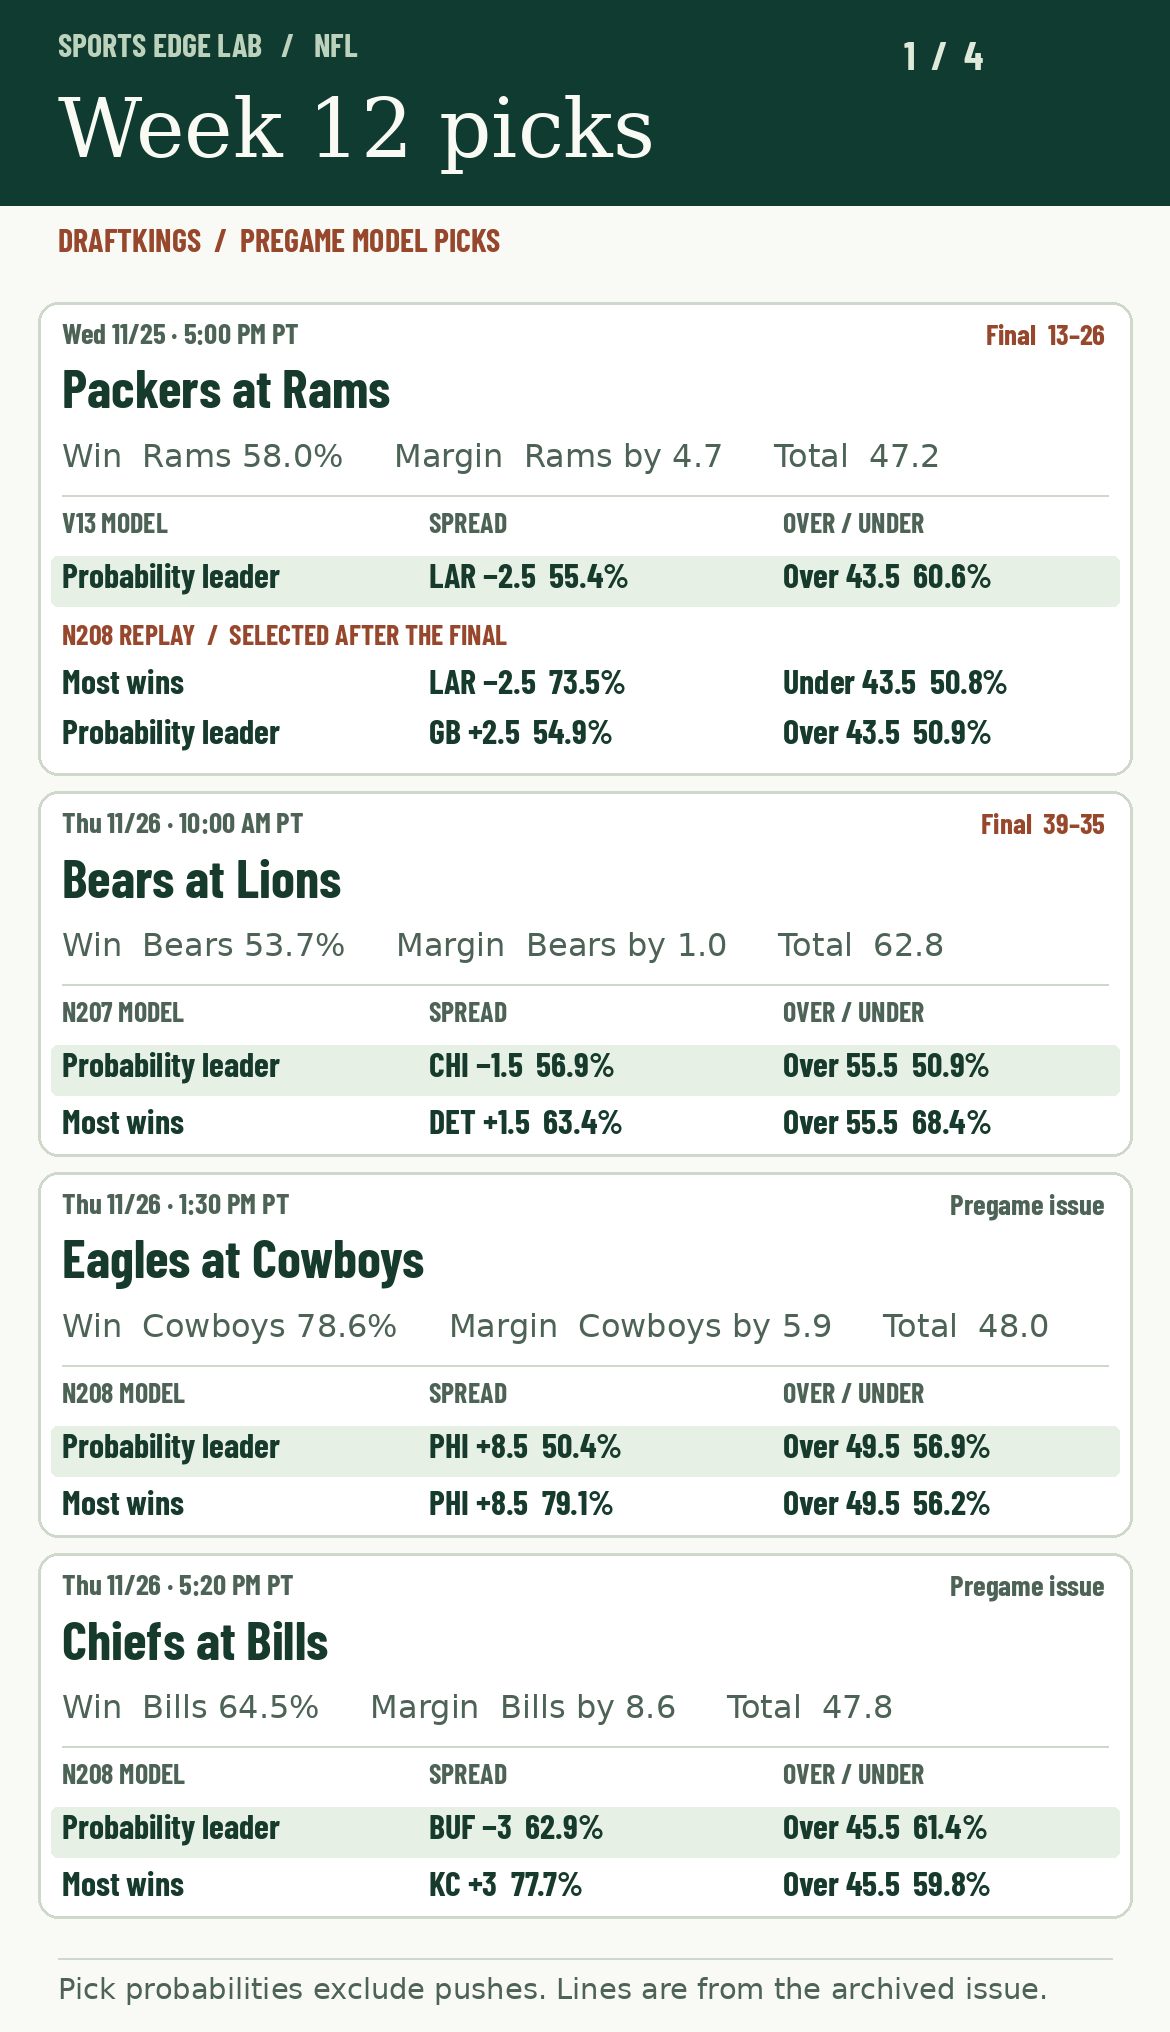 SPORTS EDGE LAB / NFL
1 / 4
Week 12 picks
DRAFTKINGS / PREGAME MODEL PICKS
Wed 11/25 · 5:00 PM PT
Final 13–26
Packers at Rams
Win Rams 58.0% Margin Rams by 4.7 Total 47.2
V13 MODEL SPREAD OVER / UNDER
Probability leader LAR −2.5 55.4% Over 43.5 60.6%
N208 REPLAY / SELECTED AFTER THE FINAL
Most wins LAR −2.5 73.5% Under 43.5 50.8%
Probability leader GB +2.5 54.9% Over 43.5 50.9%
Thu 11/26 · 10:00 AM PT
Final 39–35
Bears at Lions
Win Bears 53.7% Margin Bears by 1.0 Total 62.8
N207 MODEL SPREAD OVER / UNDER
Probability leader CHI −1.5 56.9% Over 55.5 50.9%
Most wins DET +1.5 63.4% Over 55.5 68.4%
Thu 11/26 · 1:30 PM PT
Pregame issue
Eagles at Cowboys
Win Cowboys 78.6% Margin Cowboys by 5.9 Total 48.0
N208 MODEL SPREAD OVER / UNDER
Probability leader PHI +8.5 50.4% Over 49.5 56.9%
Most wins PHI +8.5 79.1% Over 49.5 56.2%
Thu 11/26 · 5:20 PM PT
Pregame issue
Chiefs at Bills
Win Bills 64.5% Margin Bills by 8.6 Total 47.8
N208 MODEL SPREAD OVER / UNDER
Probability leader BUF −3 62.9% Over 45.5 61.4%
Most wins KC +3 77.7% Over 45.5 59.8%
Pick probabilities exclude pushes. Lines are from the archived issue.